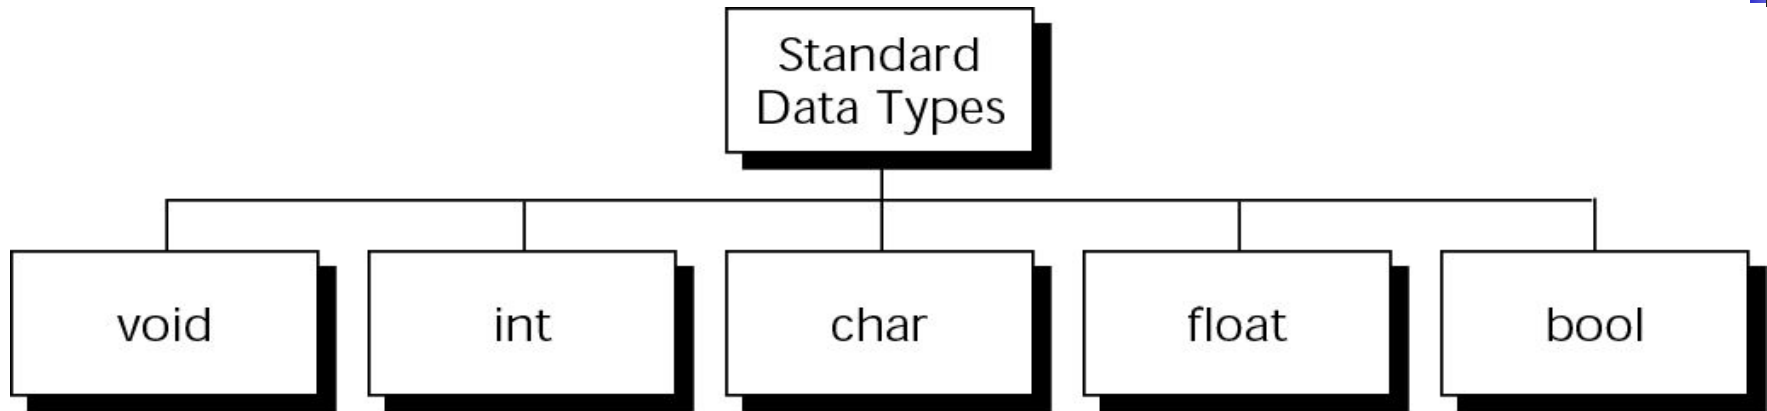 Standard
Data Types
void
int
char
float
bool